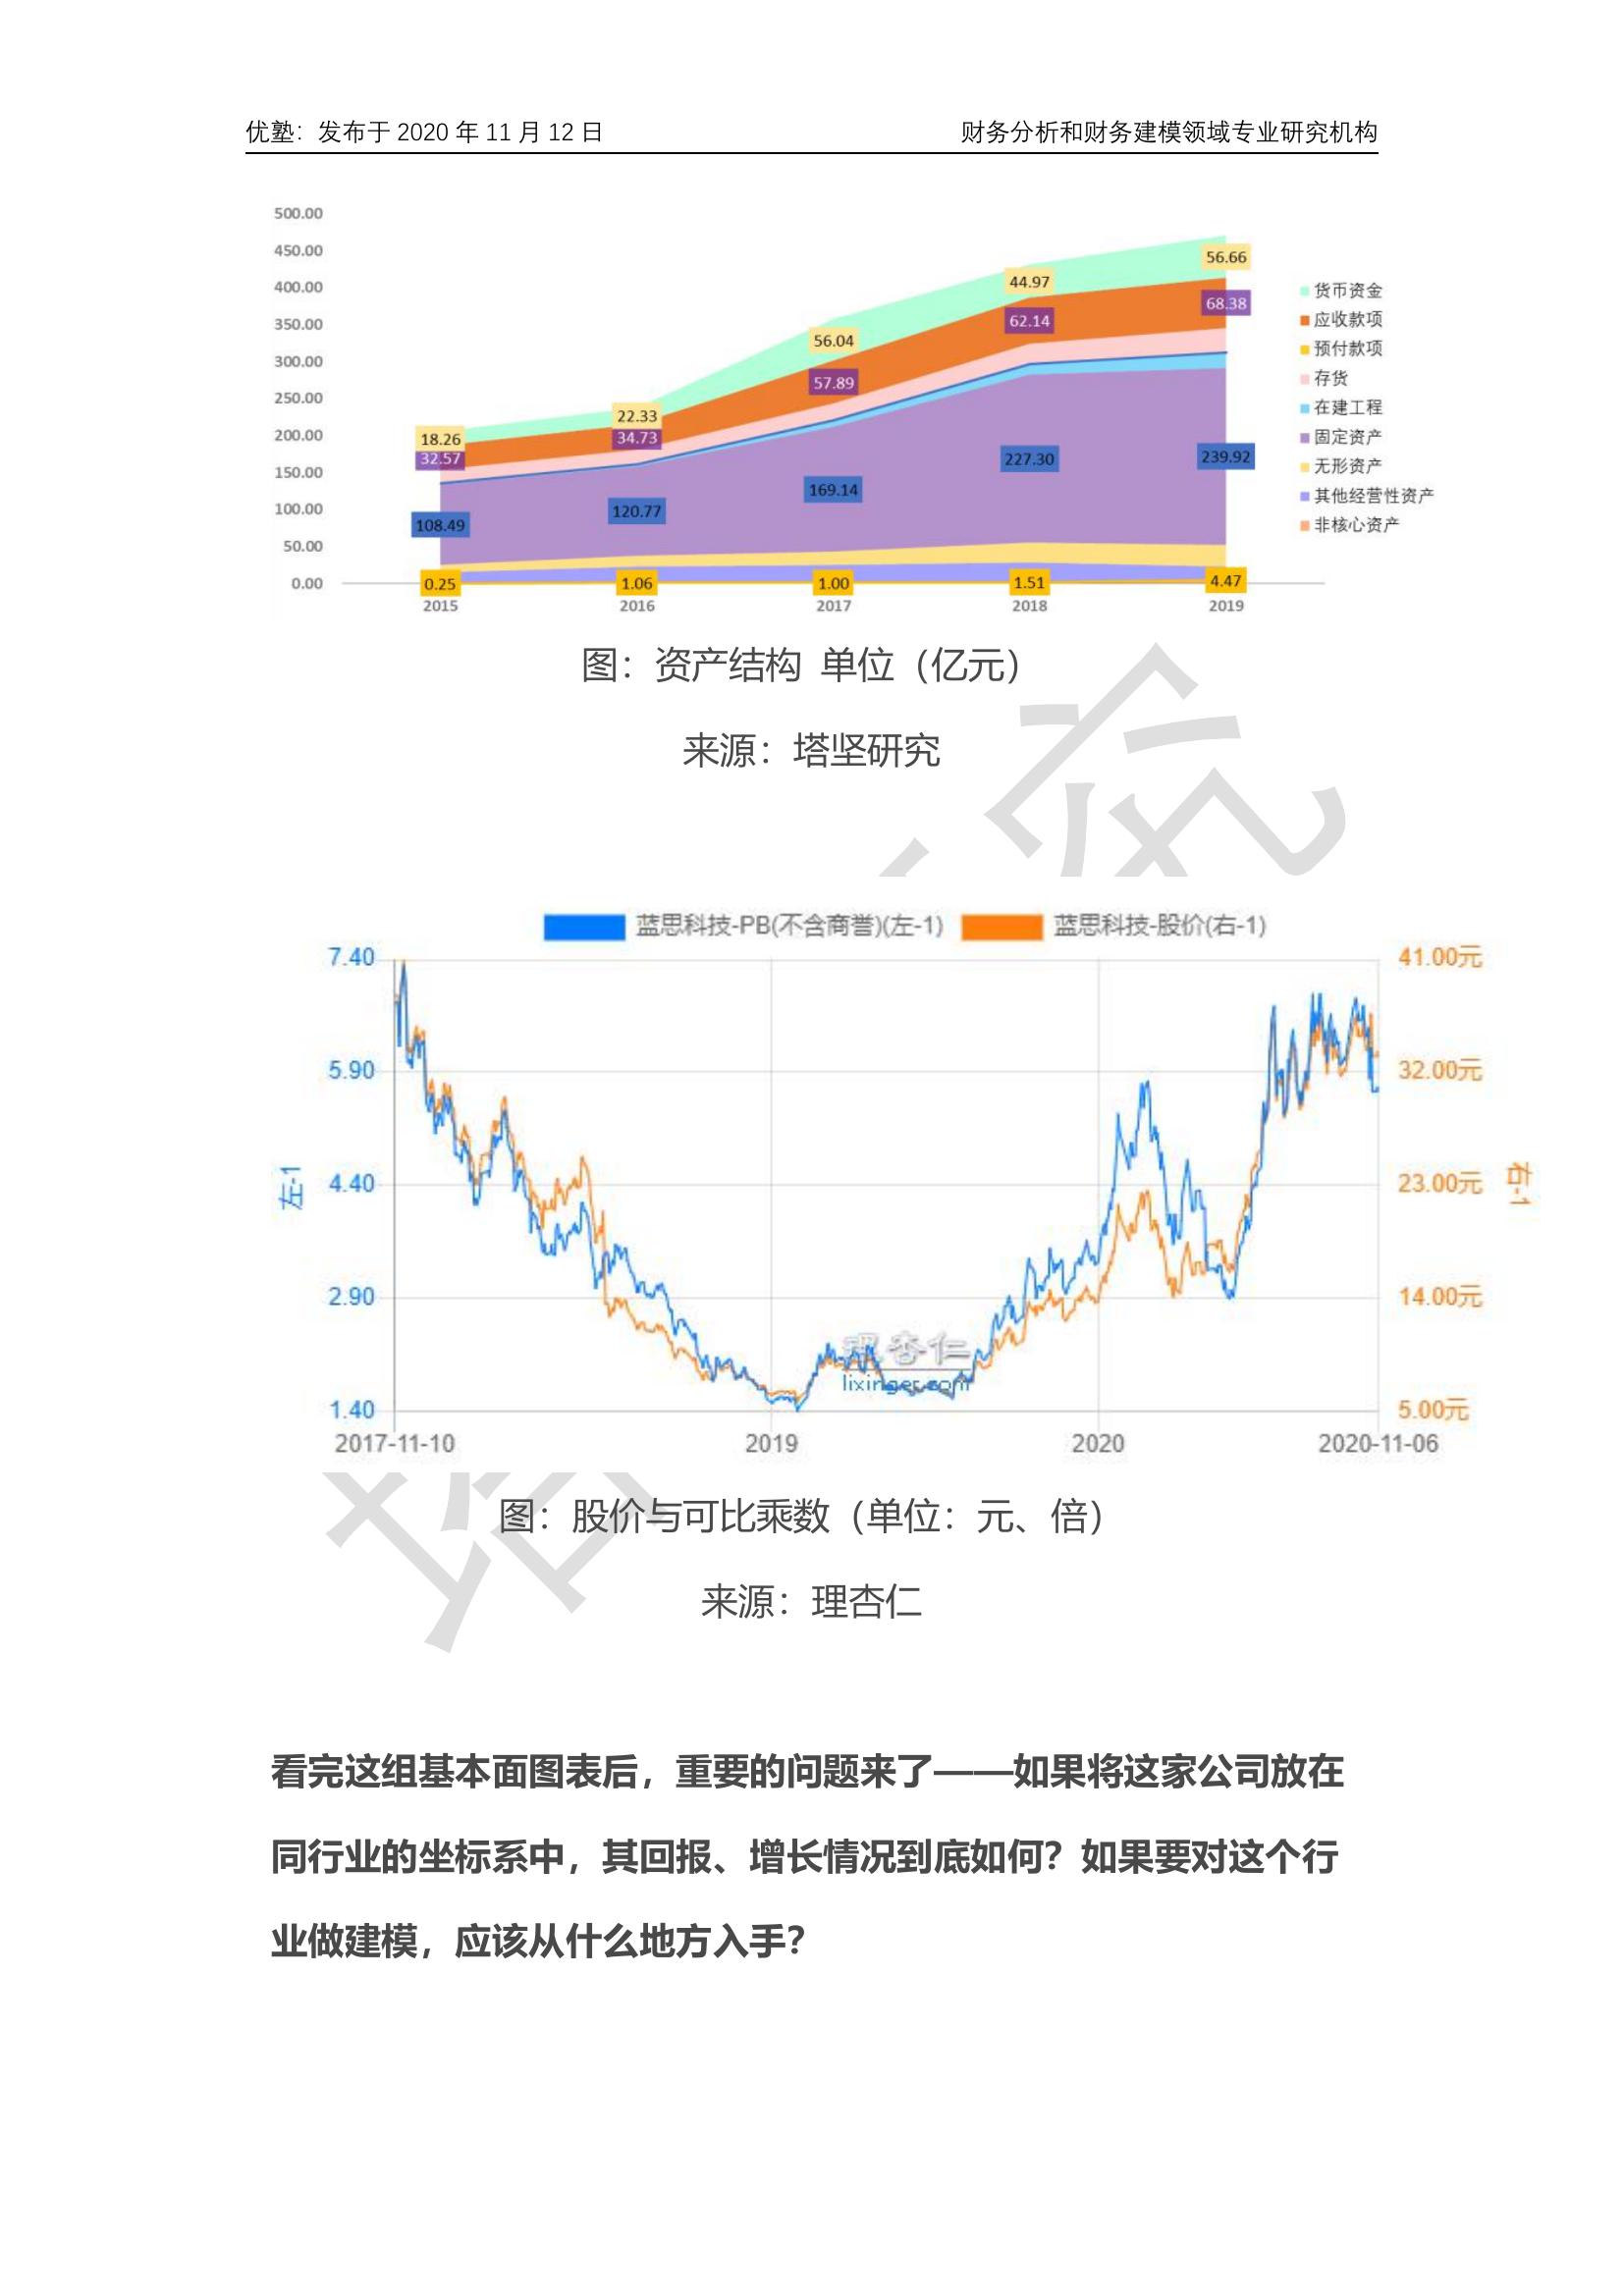 优塾：发布于 2020 年 11 月 12 日
财务分析和财务建模领域专业研究机构
500.00
450.00
400.00
350.00
300.00
250.00
200.00
150.00
100.00
50.00
0.00
18.26
32.57
108.49
0.25
22.33
34.73
120.77
1.06
56.04
57.89
169.14
1.00
44.97
62.14
227.30
1.51
56.66
68.38
239.92
4.47
2015
2016
2017
2018
2019
货币资金
应收款项
预付款项
存货
在建工程
固定资产
无形资产
其他经营性资产
非核心资产
图：资产结构 单位（亿元）
来源：塔坚研究
蓝思科技-PB(不含商誉)(左-1)
蓝思科技-股价(右-1)
7.40
5.90
4.40
2.90
1.40
左-1
41.00元
32.00元
23.00元
14.00元
5.00元
右-1
理杏仁
lixinger.com
2017-11-10
2019
2020
2020-11-06
图：股价与可比乘数（单位：元、倍）
来源：理杏仁
看完这组基本面图表后，重要的问题来了——如果将这家公司放在
同行业的坐标系中，其回报、增长情况到底如何？如果要对这个行
业做建模，应该从什么地方入手？